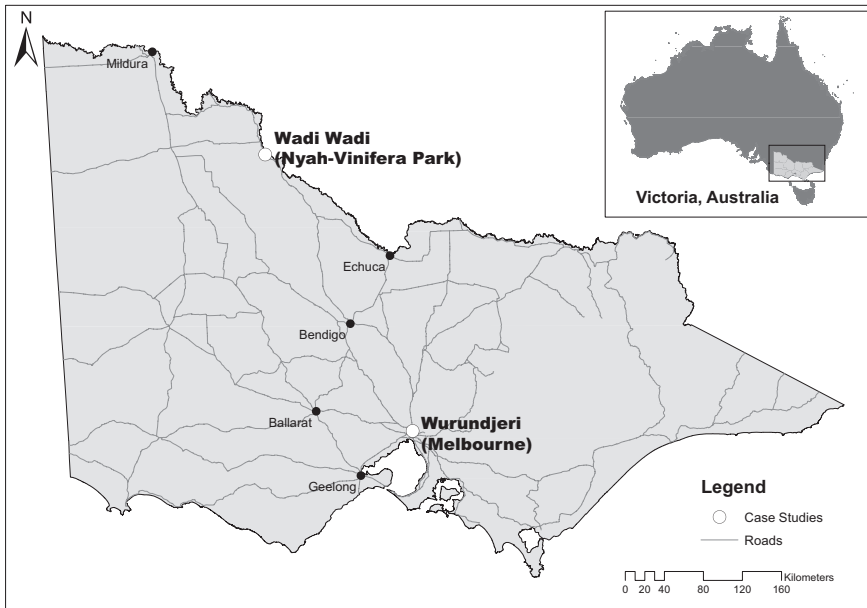 N
Mildura
Wadi Wadi
(Nyah-Vinifera Park)
Victoria, Australia
Echuca
Bendigo
Ballarat
Wurundjeri
(Melbourne)
Geelong
Legend
Case Studies
Roads
Kilometers
0 10 20 40 80 120 160